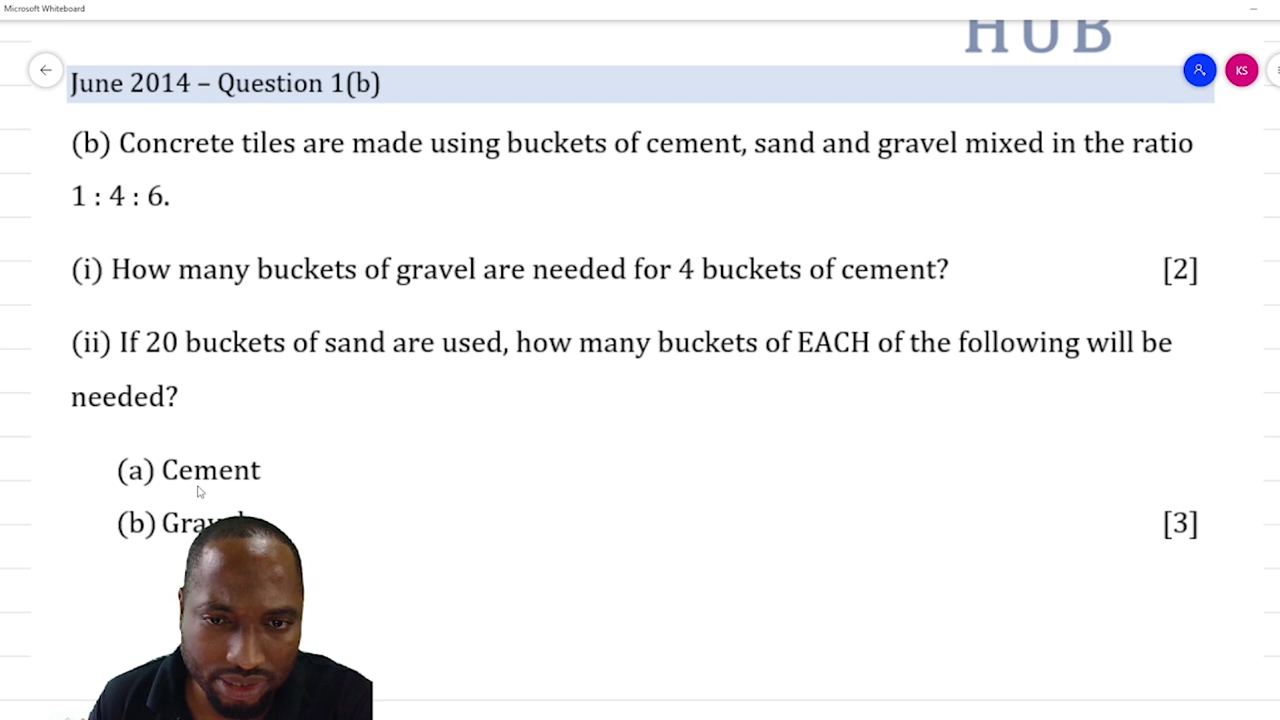 Microsoft Whiteboard
HUB
KS
June 2014 – Question 1(b)
(b) Concrete tiles are made using buckets of cement, sand and gravel mixed in the ratio
1 : 4 : 6.
(i) How many buckets of gravel are needed for 4 buckets of cement? [2]
(ii) If 20 buckets of sand are used, how many buckets of EACH of the following will be
needed?
(a) Cement
(b) [3]